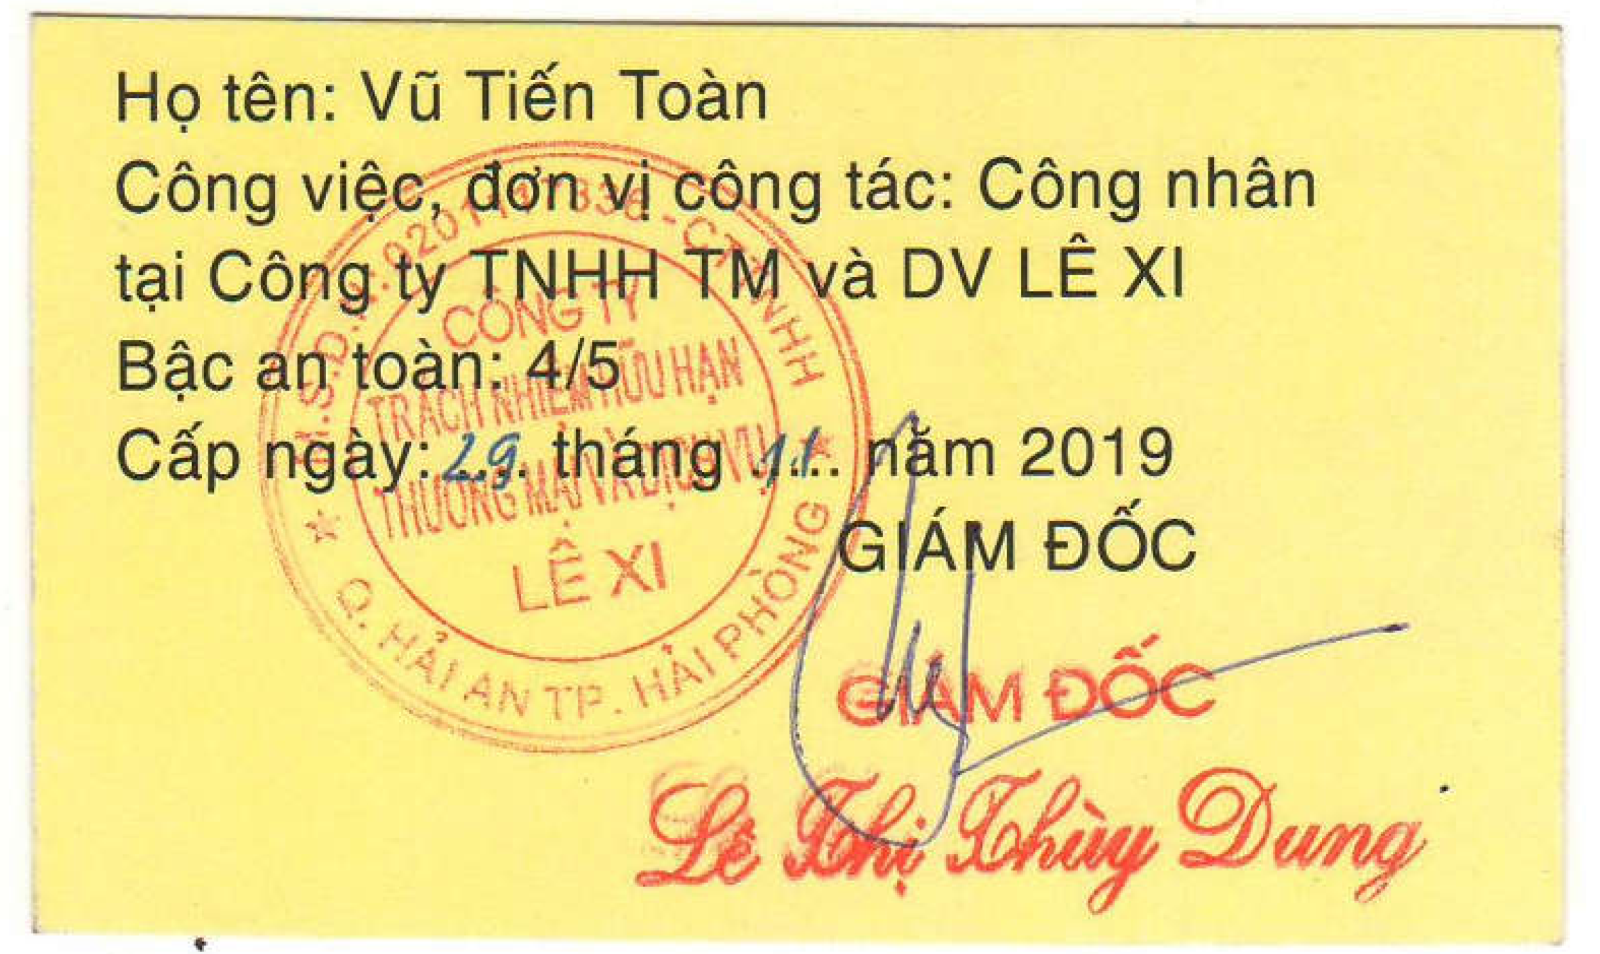 Họ tên: Vũ Tiến Toàn
Công việc, đơn vị công tác: Công nhân
tại Công ty TNHH TM và DV LÊ XI
Bậc an toàn: 4/5
Cấp ngày: 29 tháng 11 năm 2019
GIÁM ĐỐC
M.S.D.N: - C.T.TNHH
CÔNG TY
TRÁCH NHIỆM HỮU HẠN
THƯƠNG MẠI VÀ DỊCH VỤ
LÊ XI
Q. HẢI AN TP. HẢI PHÒNG
GIÁM ĐỐC
Lê Thị Thùy Dung